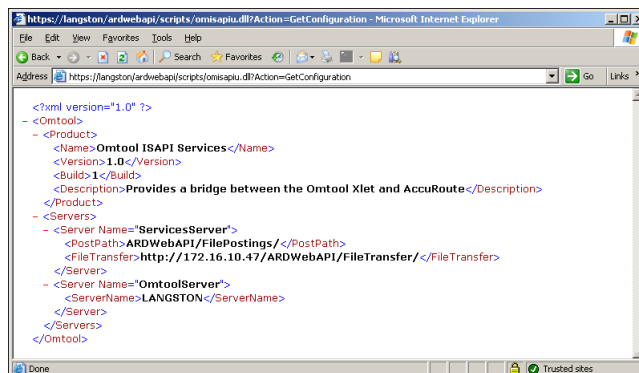 https://langston/ardwebapi/scripts/omisapiu.dll?Action=GetConfiguration - Microsoft Internet Explorer
File Edit View Favorites Tools Help
Back Search Favorites
Address https://langston/ardwebapi/scripts/omisapiu.dll?Action=GetConfiguration Go Links »
<?xml version="1.0" ?>
- <Omtool>
- <Product>
<Name>Omtool ISAPI Services</Name>
<Version>1.0</Version>
<Build>1</Build>
<Description>Provides a bridge between the Omtool Xlet and AccuRoute</Description>
</Product>
- <Servers>
- <Server Name="ServicesServer">
<PostPath>ARDWebAPI/FilePostings/</PostPath>
<FileTransfer>http://172.16.10.47/ARDWebAPI/FileTransfer/</FileTransfer>
</Server>
- <Server Name="OmtoolServer">
<ServerName>LANGSTON</ServerName>
</Server>
</Servers>
</Omtool>
Done Trusted sites